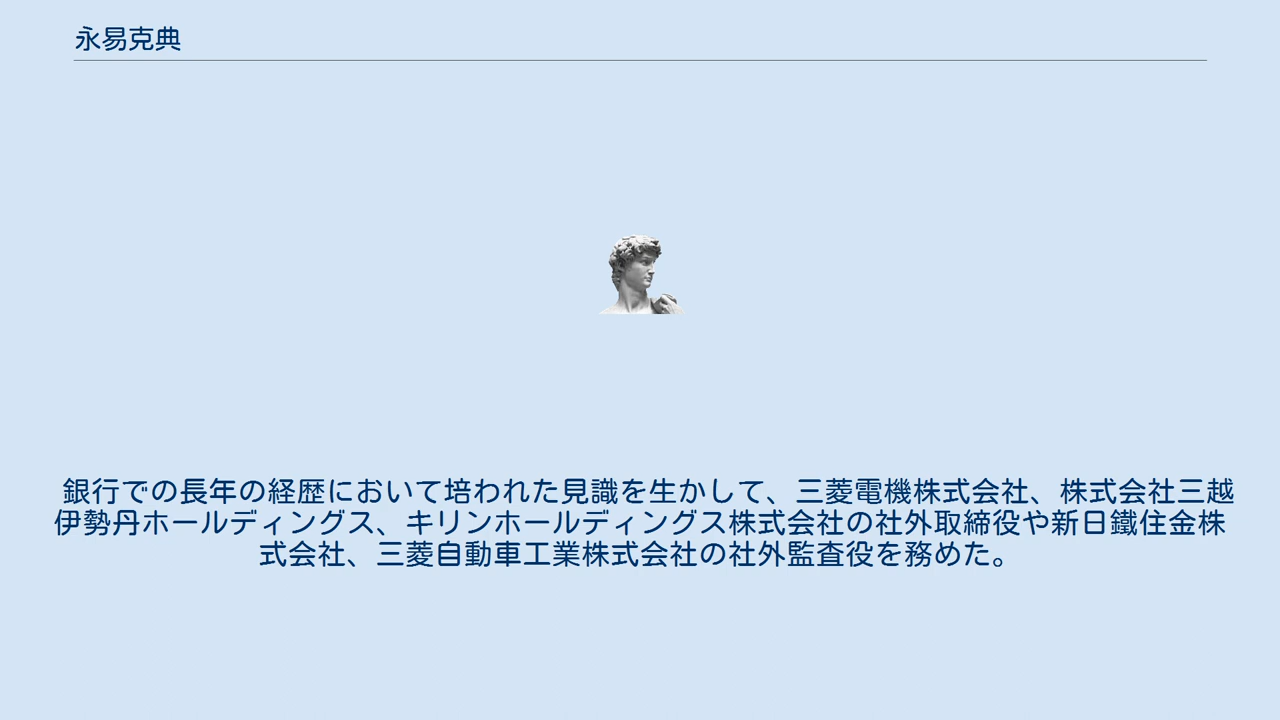 永易克典
銀行での長年の経歴において培われた見識を生かして、三菱電機株式会社、株式会社三越
伊勢丹ホールディングス、キリンホールディングス株式会社の社外取締役や新日鐵住金株
式会社、三菱自動車工業株式会社の社外監査役を務めた。